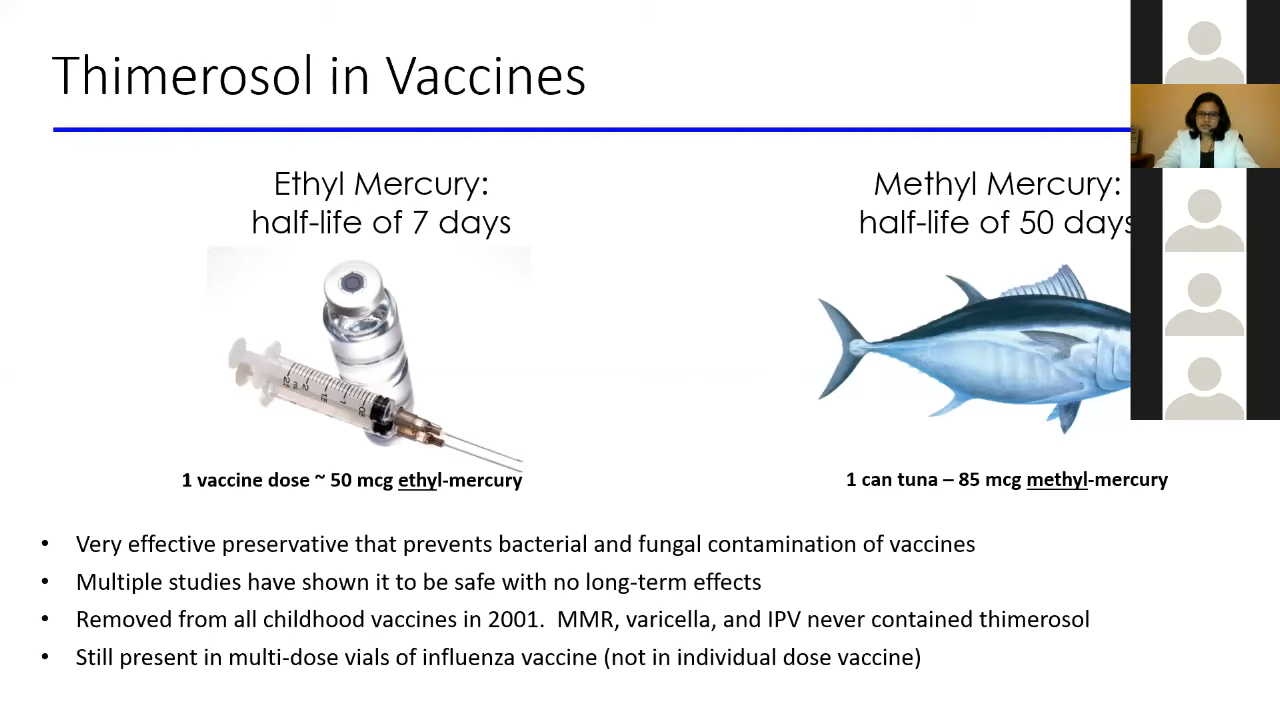 Thimerosol in Vaccines
Ethyl Mercury:
half-life of 7 days
Methyl Mercury:
half-life of 50 days
1 vaccine dose ~ 50 mcg ethyl-mercury
1 can tuna – 85 mcg methyl-mercury
• Very effective preservative that prevents bacterial and fungal contamination of vaccines
• Multiple studies have shown it to be safe with no long-term effects
• Removed from all childhood vaccines in 2001.  MMR, varicella, and IPV never contained thimerosol
• Still present in multi-dose vials of influenza vaccine (not in individual dose vaccine)